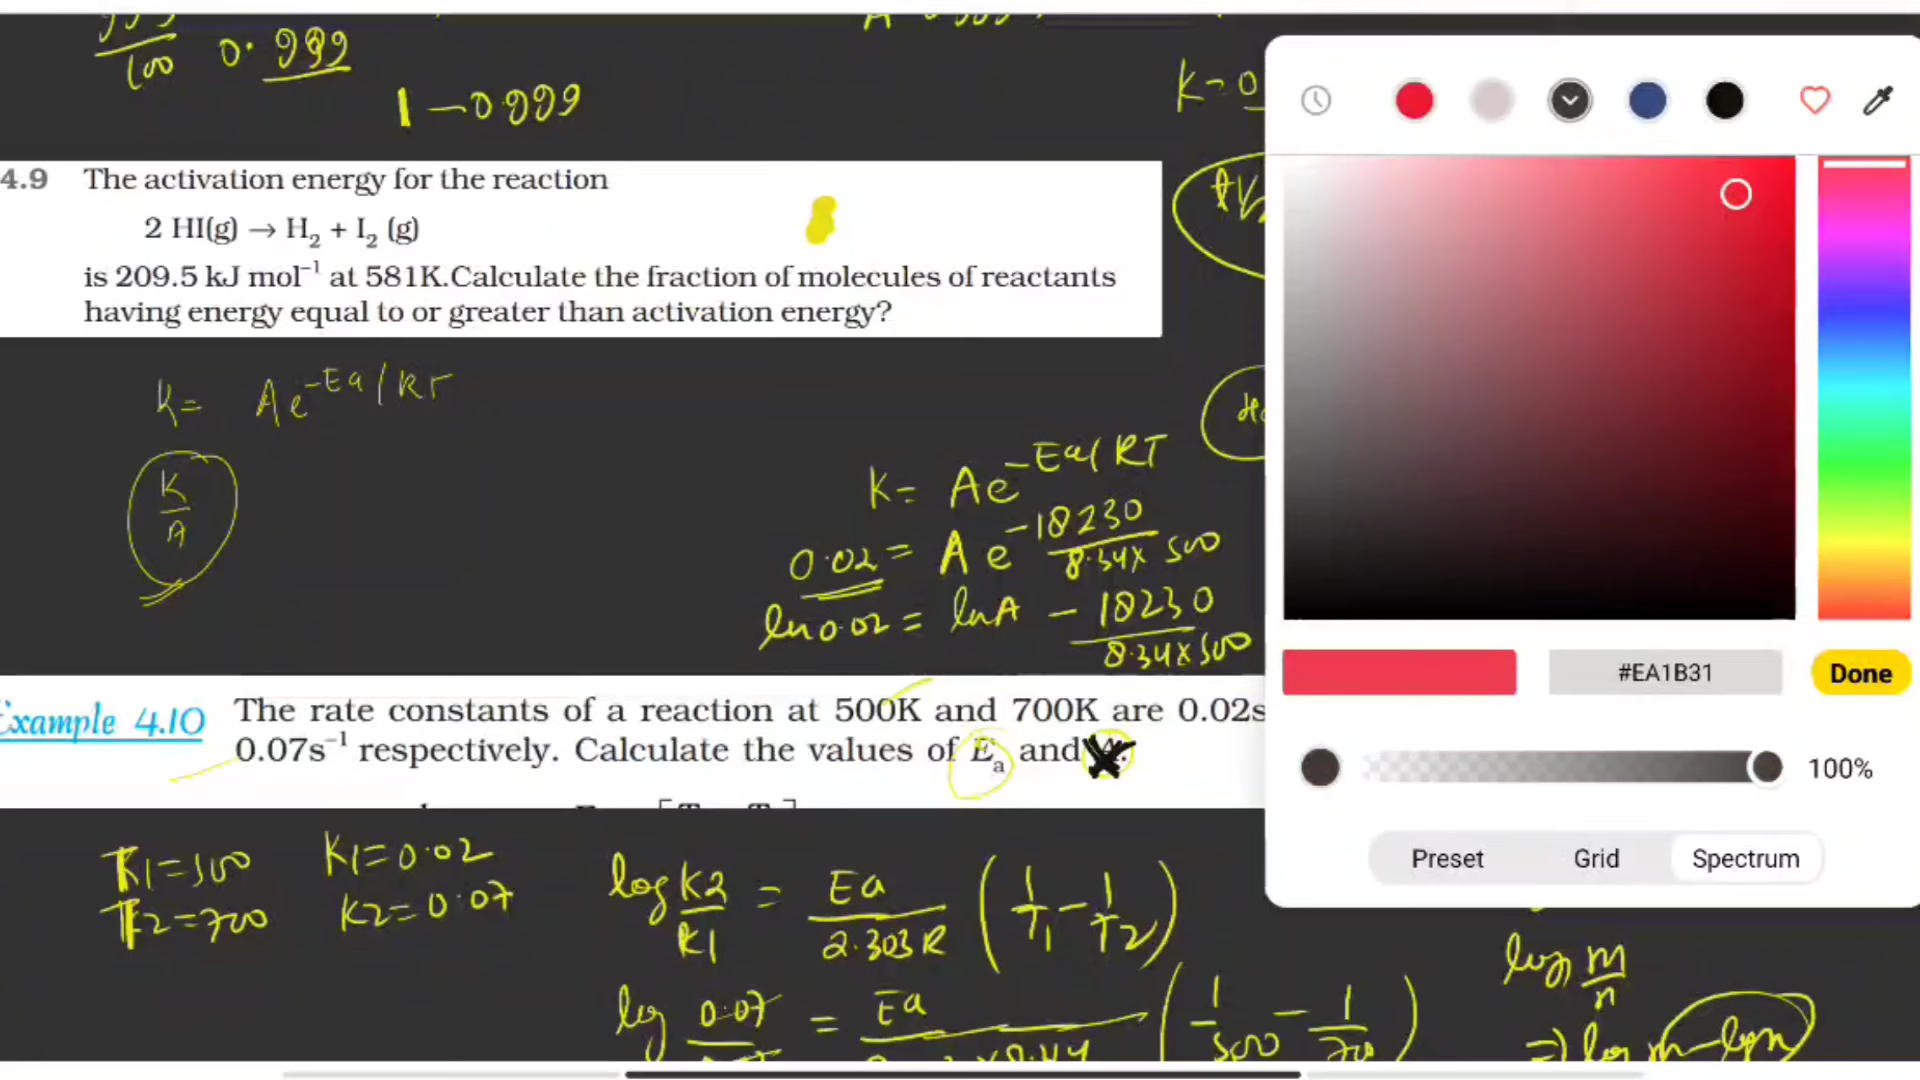 100 0.999
1-0.999
K=0
4.9 The activation energy for the reaction
2 HI(g) → H₂ + I₂ (g)
is 209.5 kJ mol⁻¹ at 581K.Calculate the fraction of molecules of reactants
having energy equal to or greater than activation energy?
K= Ae^-Ea/RT
K/A
K= Ae^-Ea/RT
0.02 = A e^-18230/8.34×500
ln0.02 = lnA - 18230/8.34×500
Example 4.10 The rate constants of a reaction at 500K and 700K are 0.02s
0.07s⁻¹ respectively. Calculate the values of Eₐ and
T1=500 K1=0.02
T2=700 K2=0.07
log K2/K1 = Ea/2.303R (1/T1 - 1/T2)
log 0.07 = Ea (1/500 - 1/700)
log m/n
⇒ log m - log n
#EA1B31
Done
100%
Preset Grid Spectrum